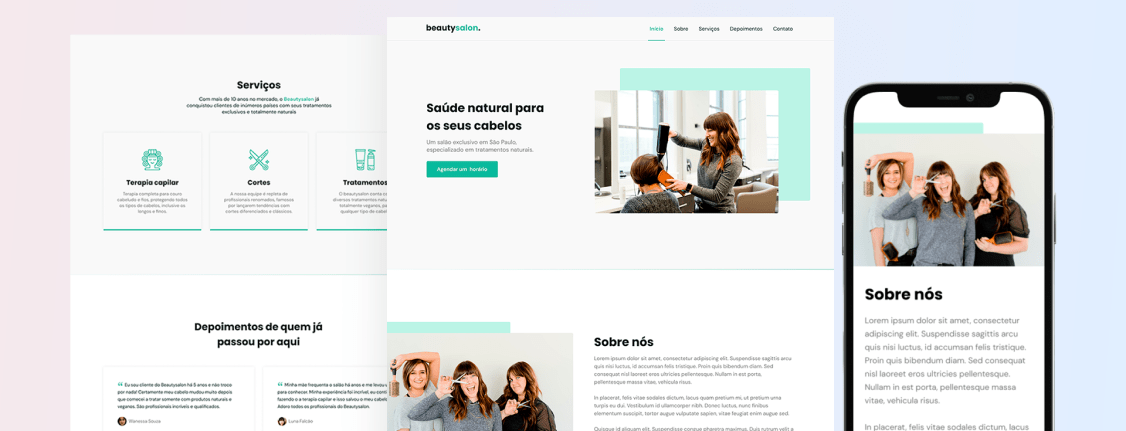 Serviços
Com mais de 10 anos no mercado, o Beautysalon já
conquistou clientes de inúmeros países com seus tratamentos
exclusivos e totalmente naturais
Terapia capilar
Terapia completa para couro
cabeludo e fios, protegendo todos
os tipos de cabelos, inclusive os
longos e finos.
Cortes
A nossa equipe é repleta de
profissionais renomados, famosos
por lançarem tendências com
cortes diferenciados e clássicos.
Tratamentos
O beautysalon conta co
diversos tratamentos natur
totalmente veganos, pa
qualquer tipo de cabel
Depoimentos de quem já
passou por aqui
“ Eu sou cliente do Beautysalon há 5 anos e não troco
por nada! Certamente meu cabelo mudou muito depois
que comecei a tratar somente com produtos naturais e
veganos. São profissionais incríveis e qualificados.
Wanessa Souza
“ Minha mãe frequenta o salão há anos e me levou u
para conhecer. Minha experiência foi incrível, eu conti
fazendo a terapia capilar e isso salvou o meu cabel
Adoro todos os profissionais do Beautysalon.
Luna Falcão
beautysalon.
Início Sobre Serviços Depoimentos Contato
Saúde natural para
os seus cabelos
Um salão exclusivo em São Paulo,
especializado em tratamentos naturais.
Agendar um horário
Sobre nós
Lorem ipsum dolor sit amet, consectetur adipiscing elit. Suspendisse sagittis arcu
quis nisi luctus, id accumsan felis tristique. Proin quis bibendum diam. Sed
consequat nisl laoreet eros ultricies pellentesque. Nullam in est porta,
pellentesque massa vitae, vehicula risus.
In placerat, felis vitae sodales dictum, lacus quam pretium mi, ut pretium urna
turpis eu dui. Vestibulum id ullamcorper nibh. Donec luctus, nunc finibus
elementum suscipit, tortor augue vulputate sapien, vitae feugiat enim augue sed.
Quisque id aliquam elit. Suspendisse congue pharetra maximus. Duis rutrum velit a
Sobre nós
Lorem ipsum dolor sit amet, consectetur
adipiscing elit. Suspendisse sagittis arcu
quis nisi luctus, id accumsan felis tristique.
Proin quis bibendum diam. Sed consequat
nisl laoreet eros ultricies pellentesque.
Nullam in est porta, pellentesque massa
vitae, vehicula risus.
In placerat, felis vitae sodales dictum, lacus